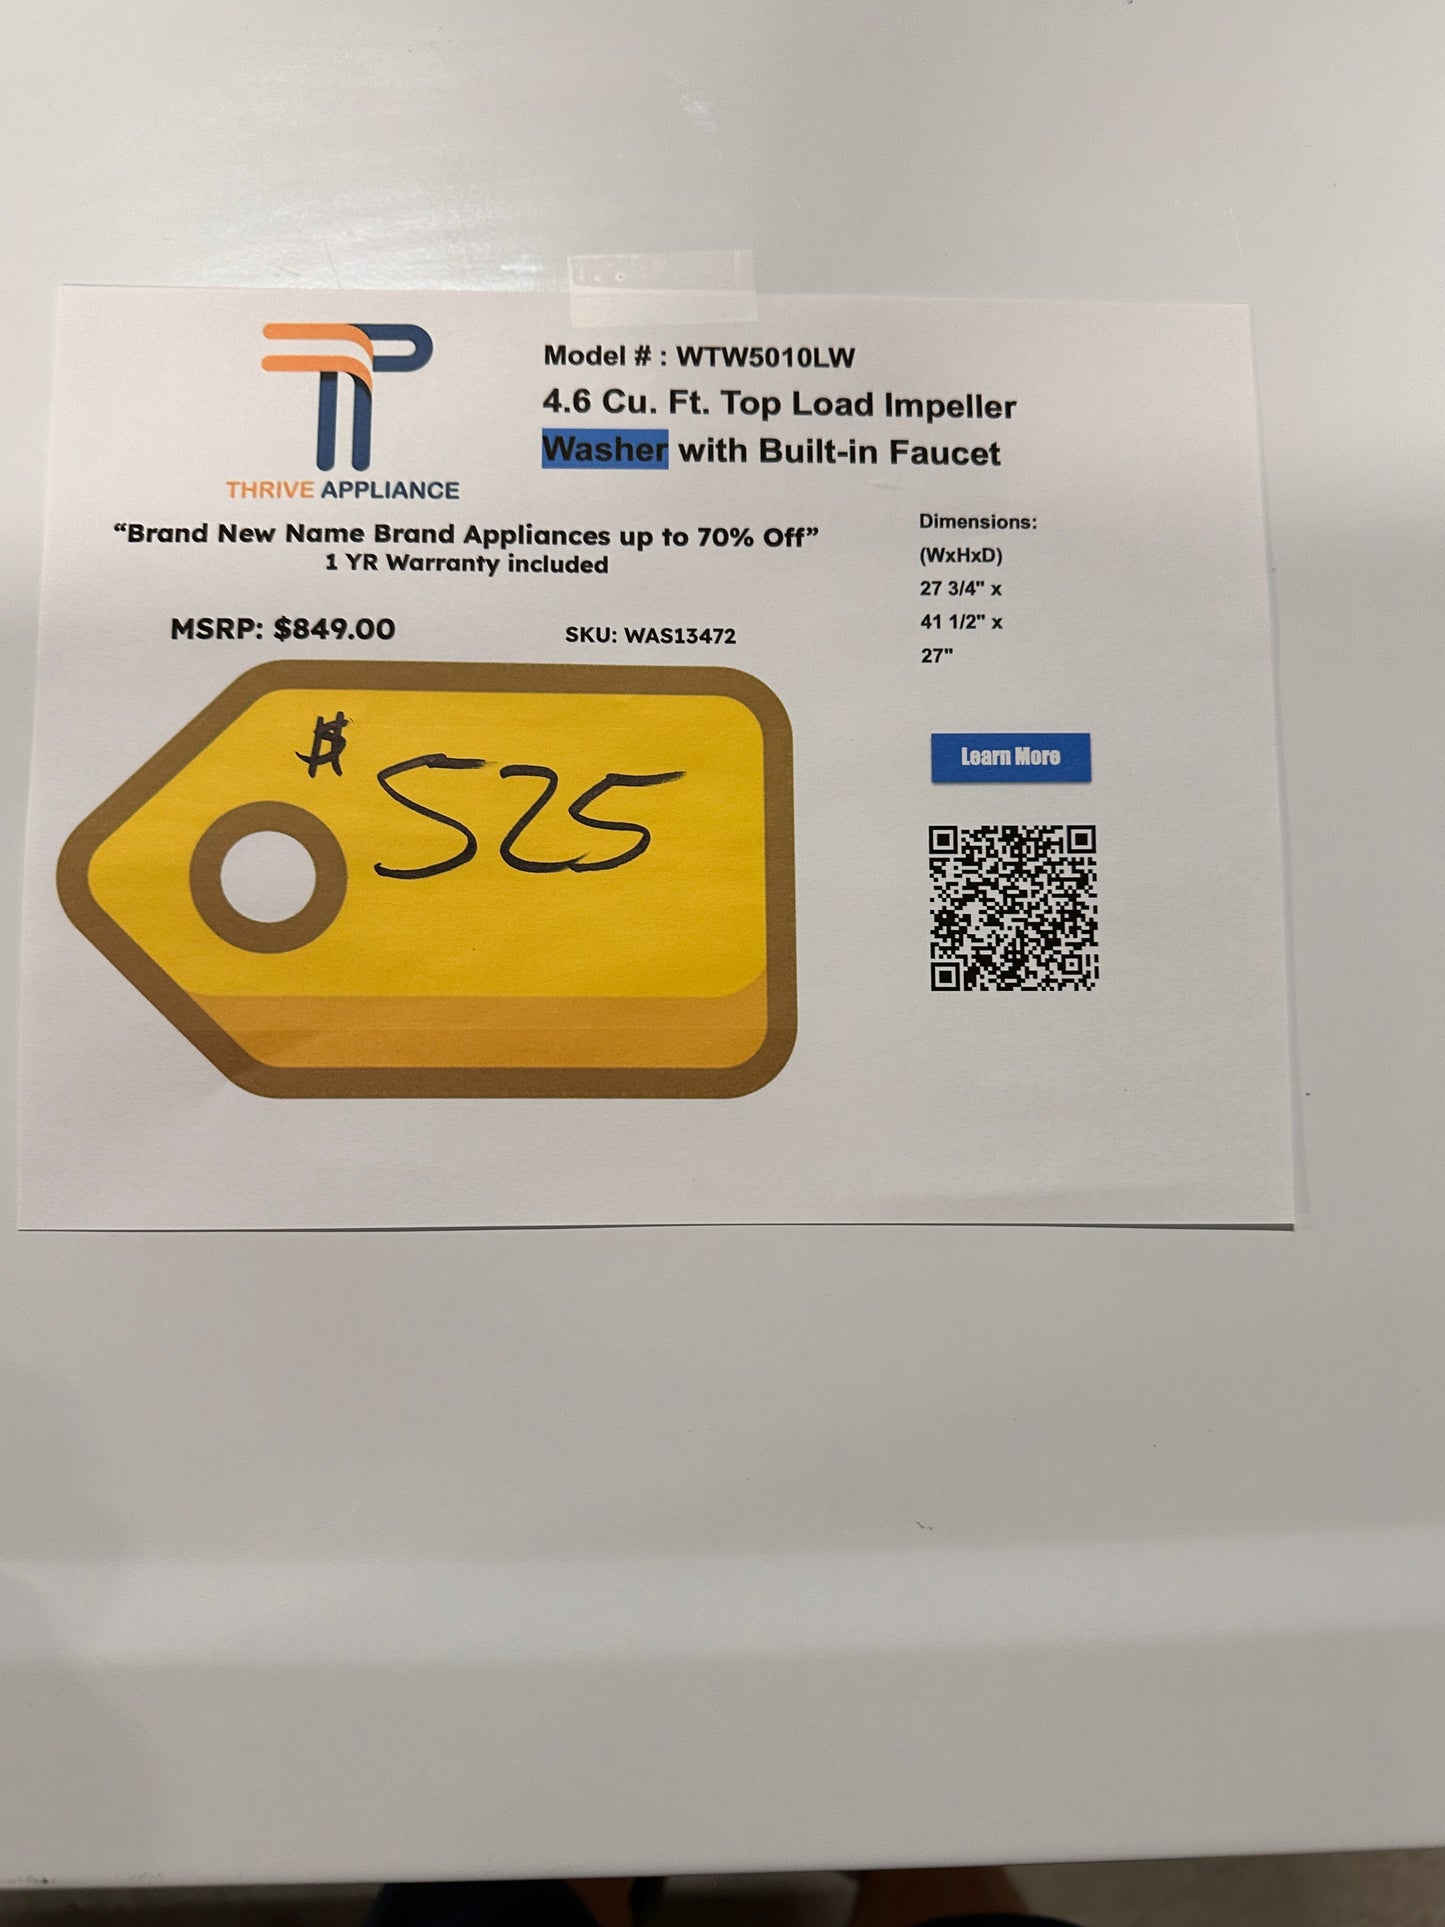 THRIVE APPLIANCE
Model # : WTW5010LW
4.6 Cu. Ft. Top Load Impeller
Washer with Built-in Faucet
“Brand New Name Brand Appliances up to 70% Off”
1 YR Warranty included
MSRP: $849.00
SKU: WAS13472
Dimensions:
(WxHxD)
27 3/4" x
41 1/2" x
27"
$525
Learn More